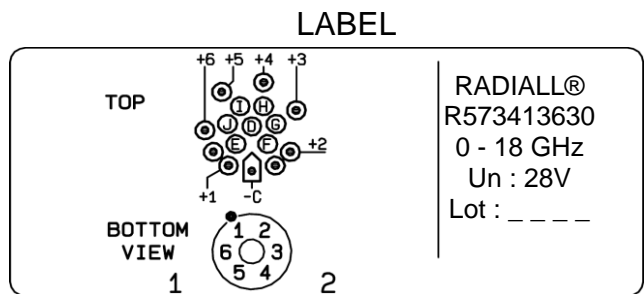 LABEL
+6 +5 +4 +3
TOP
I H
J D G
E F
+2
+1 -C
BOTTOM
VIEW
1 2
6 3
5 4
1 2
RADIALL®
R573413630
0 - 18 GHz
Un : 28V
Lot : _ _ _ _